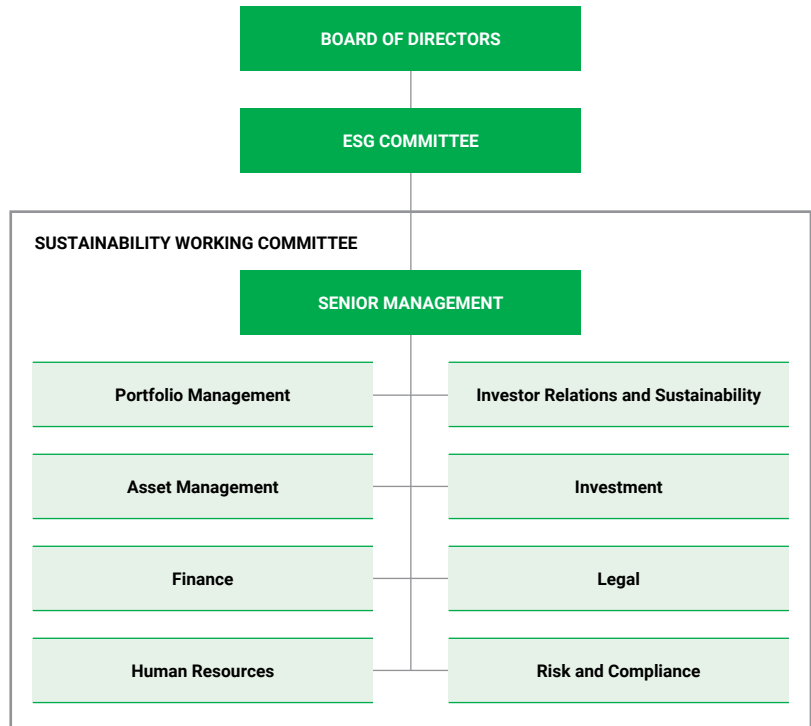 BOARD OF DIRECTORS
ESG COMMITTEE
SUSTAINABILITY WORKING COMMITTEE
SENIOR MANAGEMENT
Portfolio Management
Investor Relations and Sustainability
Asset Management
Investment
Finance
Legal
Human Resources
Risk and Compliance